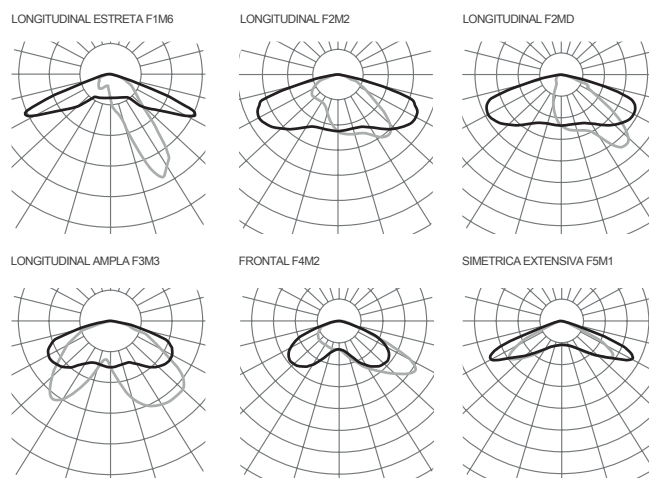 LONGITUDINAL ESTRETA F1M6
LONGITUDINAL F2M2
LONGITUDINAL F2MD
LONGITUDINAL AMPLA F3M3
FRONTAL F4M2
SIMETRICA EXTENSIVA F5M1